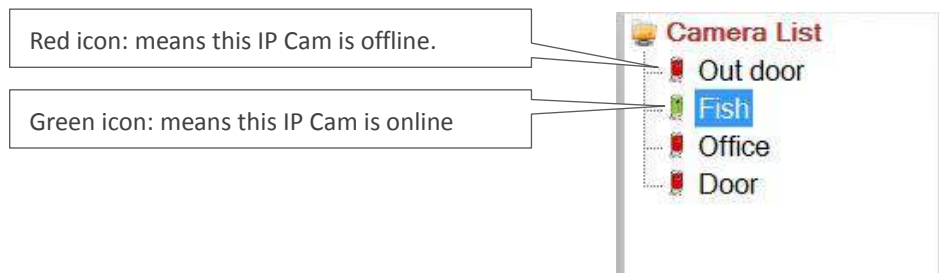 Red icon: means this IP Cam is offline.
Green icon: means this IP Cam is online
Camera List
Out door
Fish
Office
Door